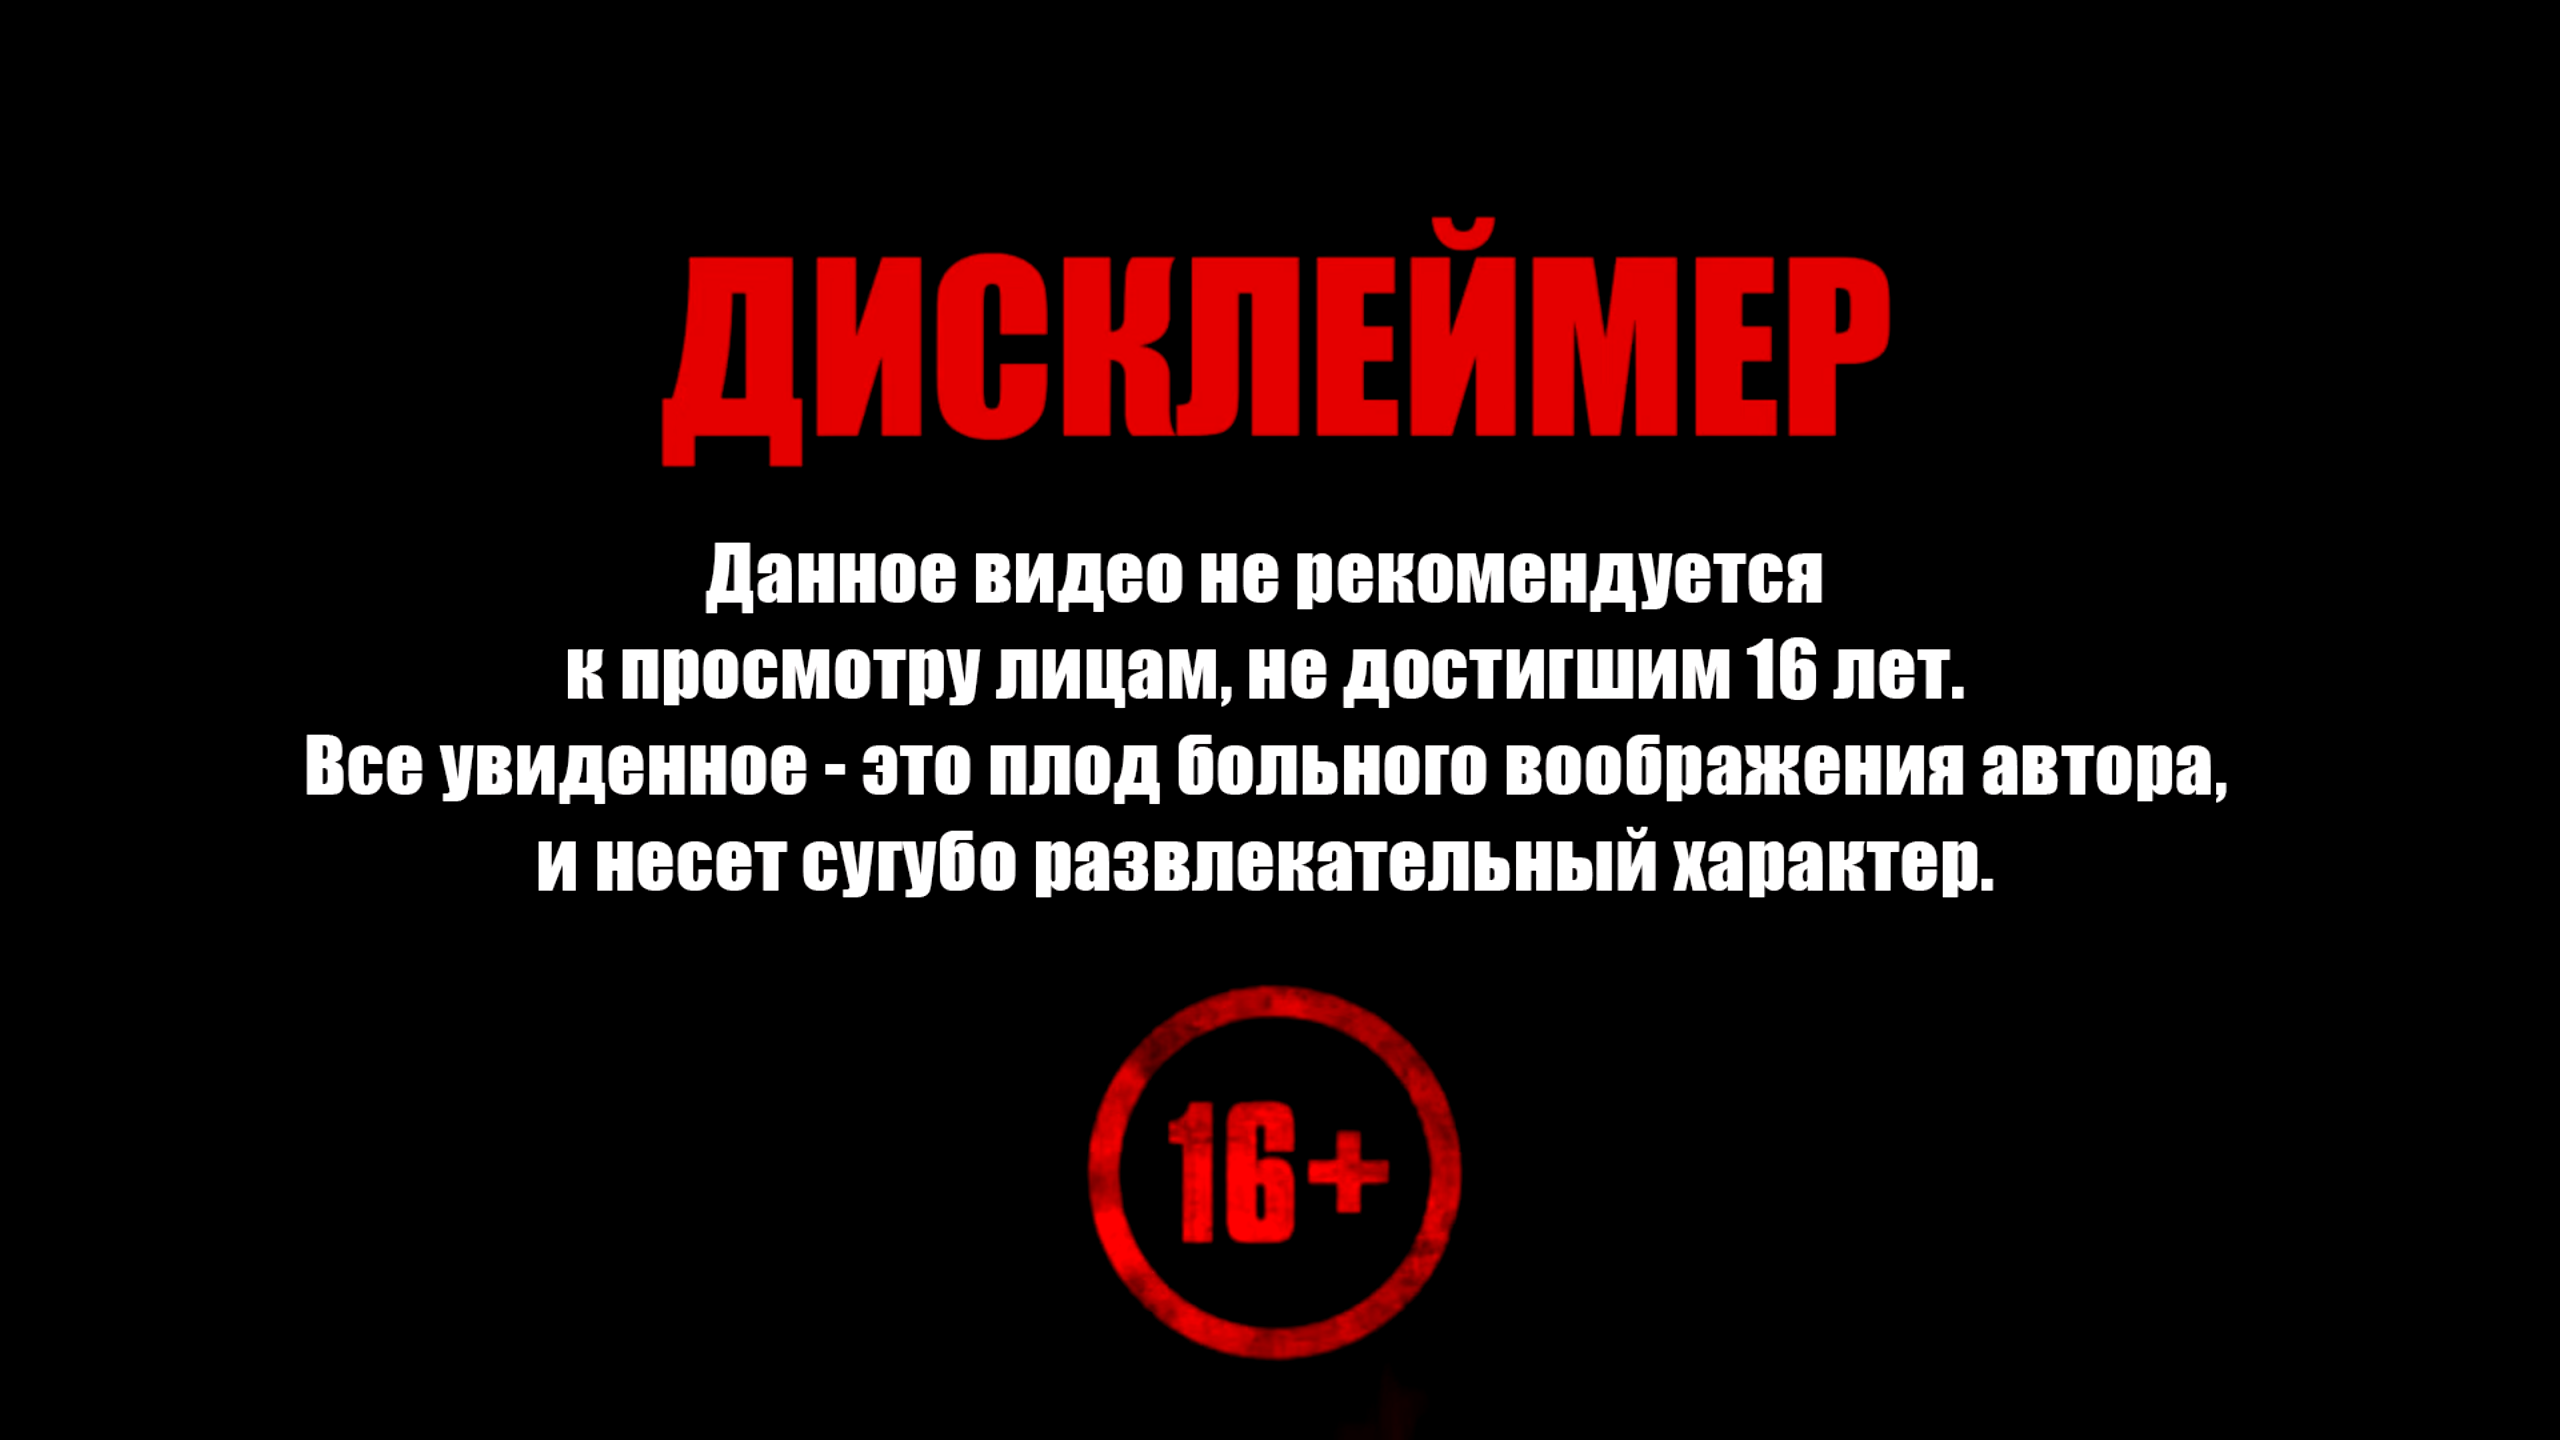 ДИСКЛЕЙМЕР
Данное видео не рекомендуется
к просмотру лицам, не достигшим 16 лет.
Все увиденное - это плод больного воображения автора,
и несет сугубо развлекательный характер.
16+